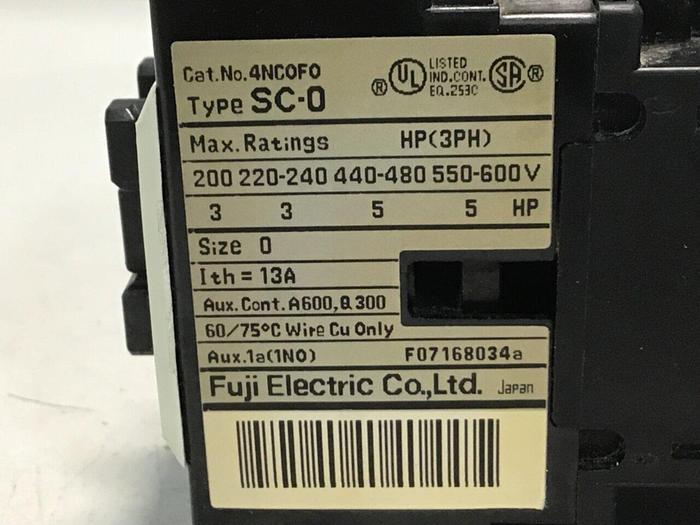 Cat.No.4NC0F0
Type SC-0
® UL LISTED IND.CONT. EQ.253C SA ®
Max.Ratings HP(3PH)
200 220-240 440-480 550-600V
3 3 5 5 HP
Size 0
Ith = 13A
Aux.Cont.A600,Q300
60/75°C Wire Cu Only
Aux.1a(1NO) F07168034a
Fuji Electric Co.,Ltd. Japan